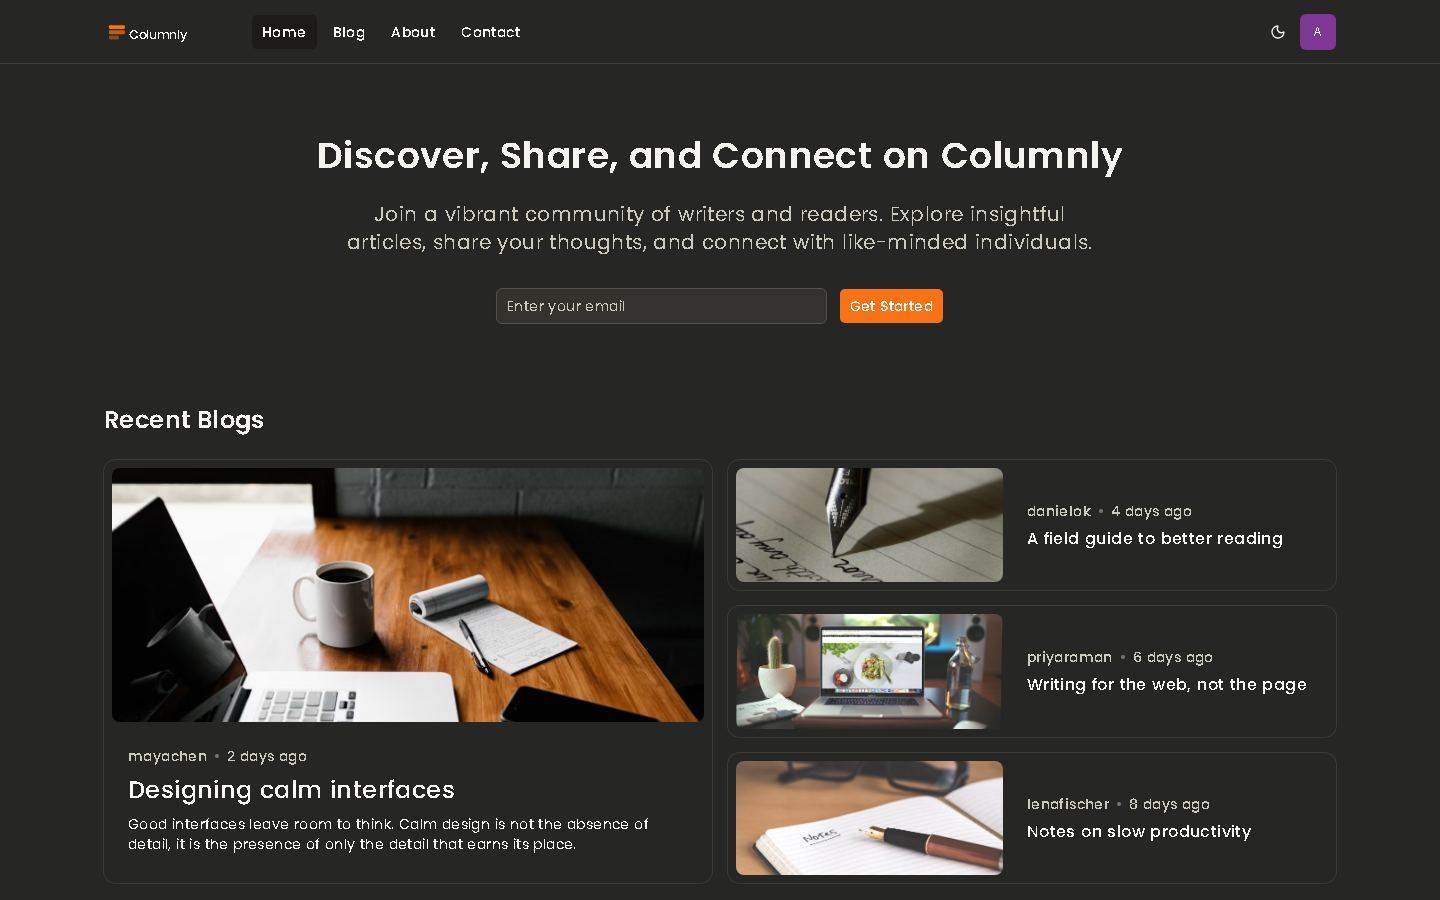 Columnly
Home
Blog
About
Contact
A
Discover, Share, and Connect on Columnly
Join a vibrant community of writers and readers. Explore insightful
articles, share your thoughts, and connect with like-minded individuals.
Enter your email
Get Started
Recent Blogs
mayachen • 2 days ago
Designing calm interfaces
Good interfaces leave room to think. Calm design is not the absence of
detail, it is the presence of only the detail that earns its place.
danielok • 4 days ago
A field guide to better reading
priyaraman • 6 days ago
Writing for the web, not the page
Notes
lenafischer • 8 days ago
Notes on slow productivity